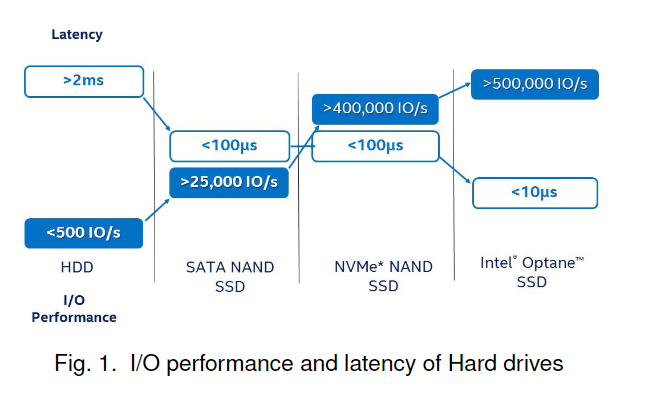 Latency
>2ms
>500,000 IO/s
>400,000 IO/s
<100µs
<100µs
>25,000 IO/s
<10µs
<500 IO/s
HDD
SATA NAND
SSD
NVMe* NAND
SSD
Intel® Optane™
SSD
I/O
Performance
Fig. 1. I/O performance and latency of Hard drives